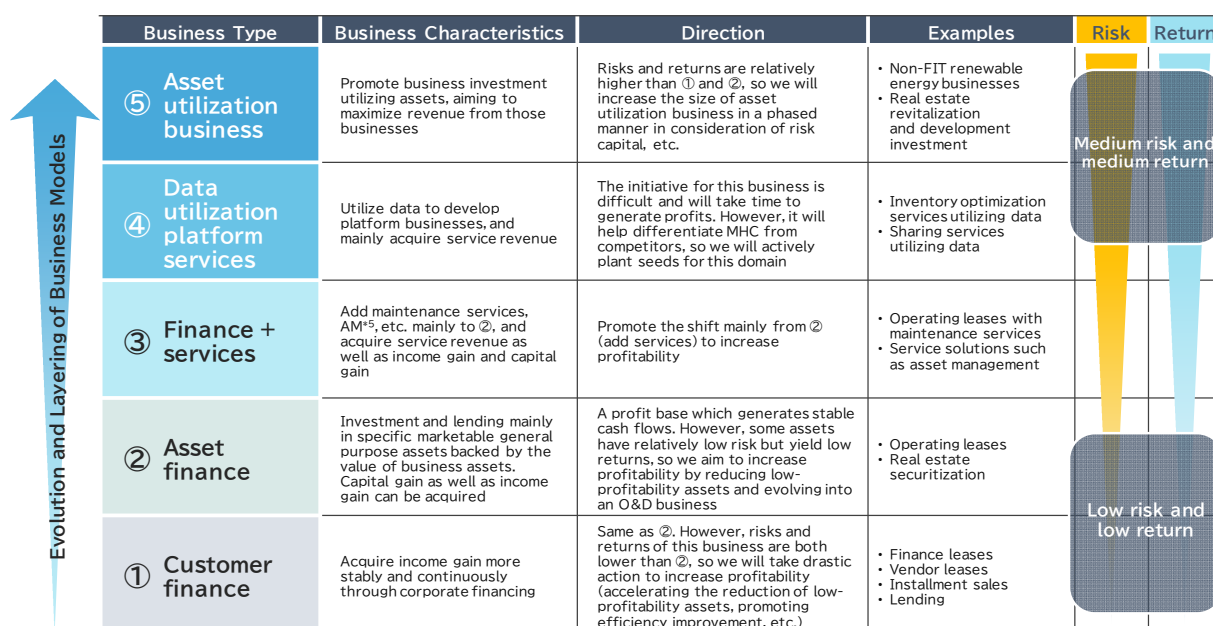 Business Type
Business Characteristics
Direction
Examples
Risk
Return
Evolution and Layering of Business Models
⑤ Asset
utilization
business
Promote business investment
utilizing assets, aiming to
maximize revenue from those
businesses
Risks and returns are relatively
higher than ① and ②, so we will
increase the size of asset
utilization business in a phased
manner in consideration of risk
capital, etc.
• Non-FIT renewable
energy businesses
• Real estate
revitalization
and development
investment
Medium risk and
medium return
④ Data
utilization
platform
services
Utilize data to develop
platform businesses, and
mainly acquire service revenue
The initiative for this business is
difficult and will take time to
generate profits. However, it will
help differentiate MHC from
competitors, so we will actively
plant seeds for this domain
• Inventory optimization
services utilizing data
• Sharing services
utilizing data
③ Finance +
services
Add maintenance services,
AM*5, etc. mainly to ②, and
acquire service revenue as
well as income gain and capital
gain
Promote the shift mainly from ②
(add services) to increase
profitability
• Operating leases with
maintenance services
• Service solutions such
as asset management
② Asset
finance
Investment and lending mainly
in specific marketable general
purpose assets backed by the
value of business assets.
Capital gain as well as income
gain can be acquired
A profit base which generates stable
cash flows. However, some assets
have relatively low risk but yield low
returns, so we aim to increase
profitability by reducing low-
profitability assets and evolving into
an O&D business
• Operating leases
• Real estate
securitization
Low risk and
low return
① Customer
finance
Acquire income gain more
stably and continuously
through corporate financing
Same as ②. However, risks and
returns of this business are both
lower than ②, so we will take drastic
action to increase profitability
(accelerating the reduction of low-
profitability assets, promoting
efficiency improvement, etc.)
• Finance leases
• Vendor leases
• Installment sales
• Lending